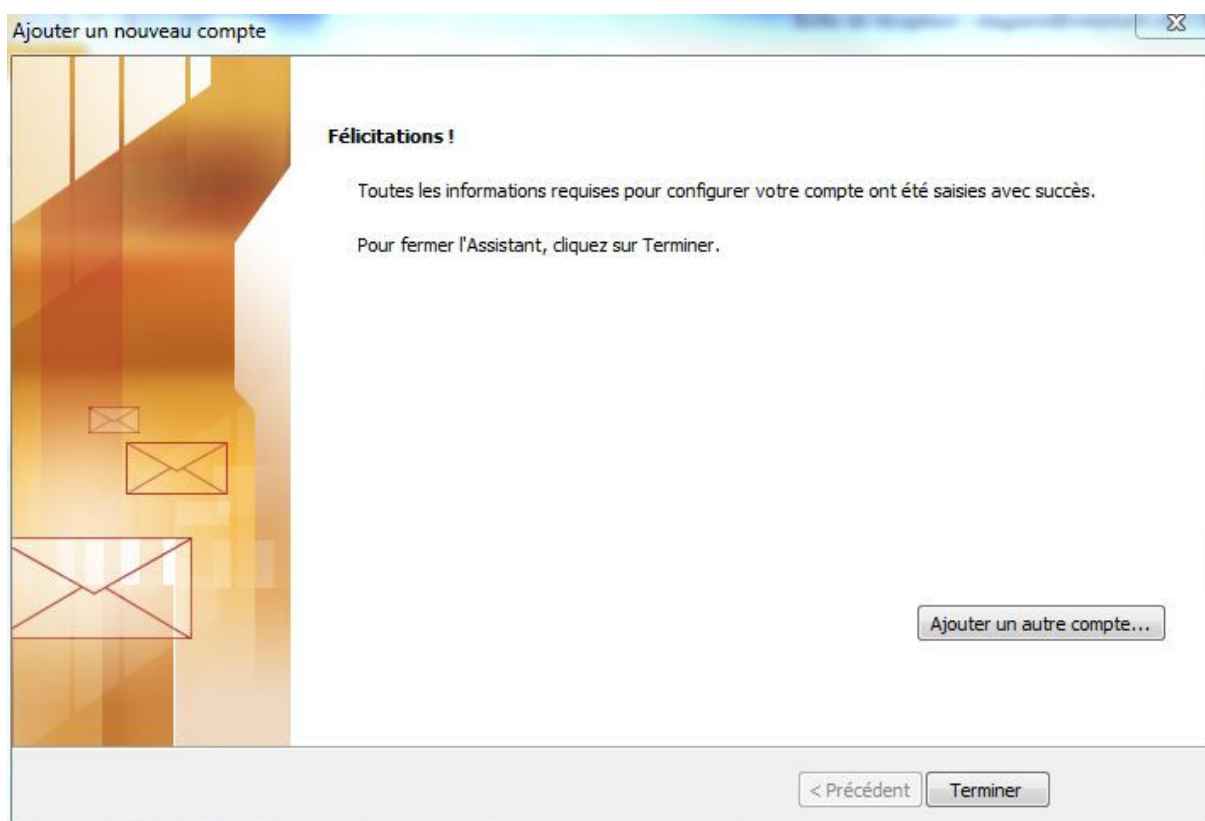 Ajouter un nouveau compte
Félicitations !
Toutes les informations requises pour configurer votre compte ont été saisies avec succès.
Pour fermer l'Assistant, cliquez sur Terminer.
Ajouter un autre compte...
< Précédent
Terminer